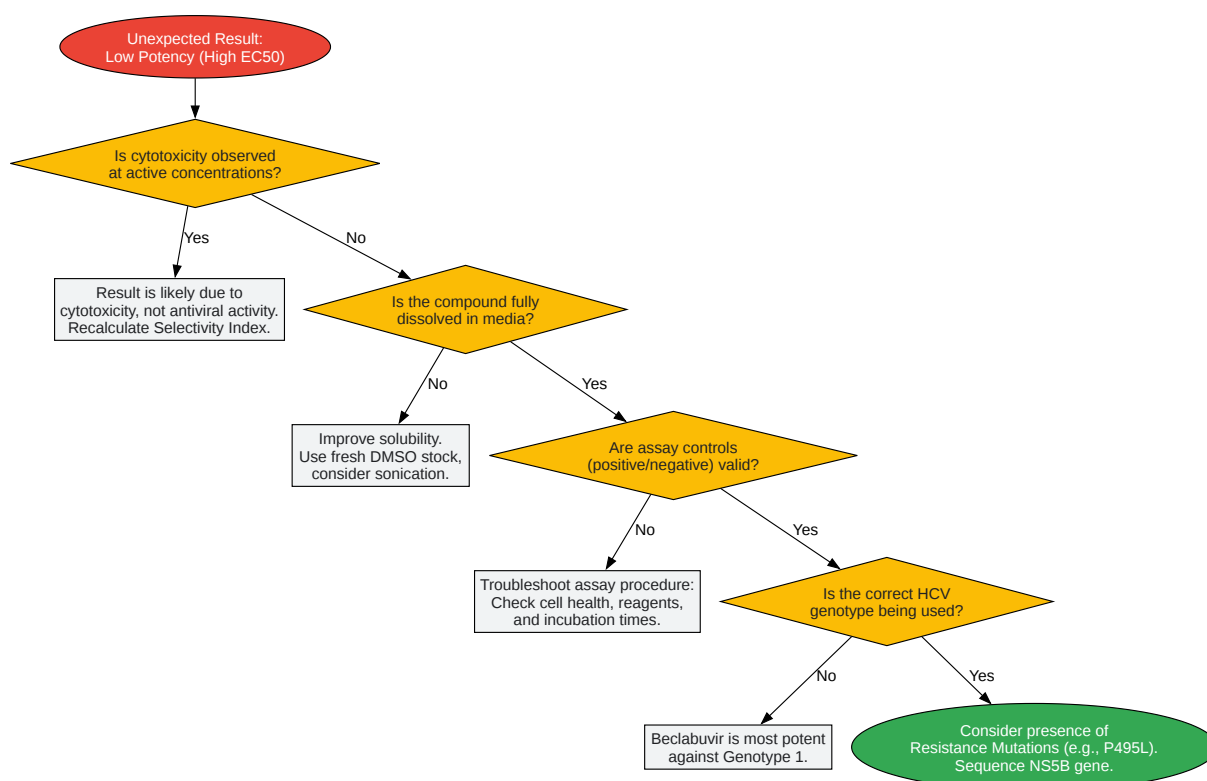 Unexpected Result:
Low Potency (High EC50)
Is cytotoxicity observed
at active concentrations?
Yes
No
Result is likely due to
cytotoxicity, not antiviral activity.
Recalculate Selectivity Index.
Is the compound fully
dissolved in media?
No
Yes
Improve solubility.
Use fresh DMSO stock,
consider sonication.
Are assay controls
(positive/negative) valid?
No
Yes
Troubleshoot assay procedure:
Check cell health, reagents,
and incubation times.
Is the correct HCV
genotype being used?
No
Yes
Beclabuvir is most potent
against Genotype 1.
Consider presence of
Resistance Mutations (e.g., P495L).
Sequence NS5B gene.